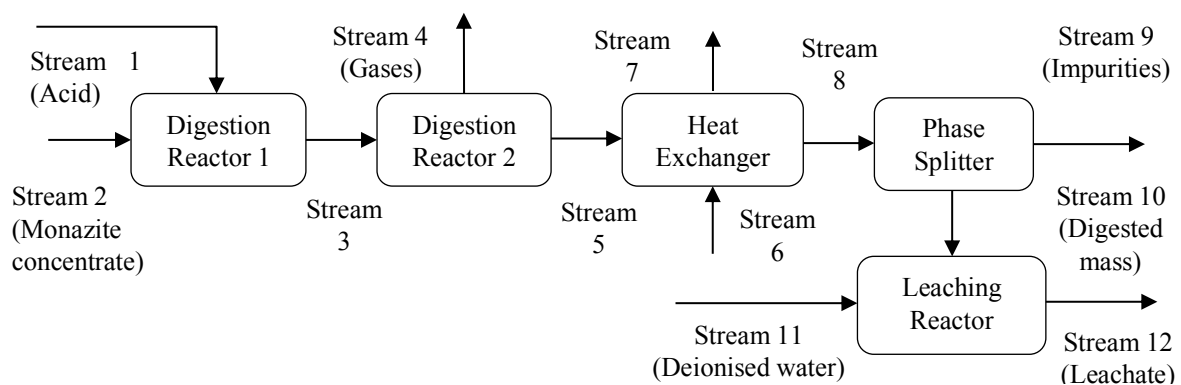 Stream 1
(Acid)
Stream 2
(Monazite
concentrate)
Digestion
Reactor 1
Stream
3
Stream 4
(Gases)
Digestion
Reactor 2
Stream
5
Stream
7
Heat
Exchanger
Stream
6
Stream
8
Phase
Splitter
Stream 9
(Impurities)
Stream 10
(Digested
mass)
Leaching
Reactor
Stream 11
(Deionised water)
Stream 12
(Leachate)